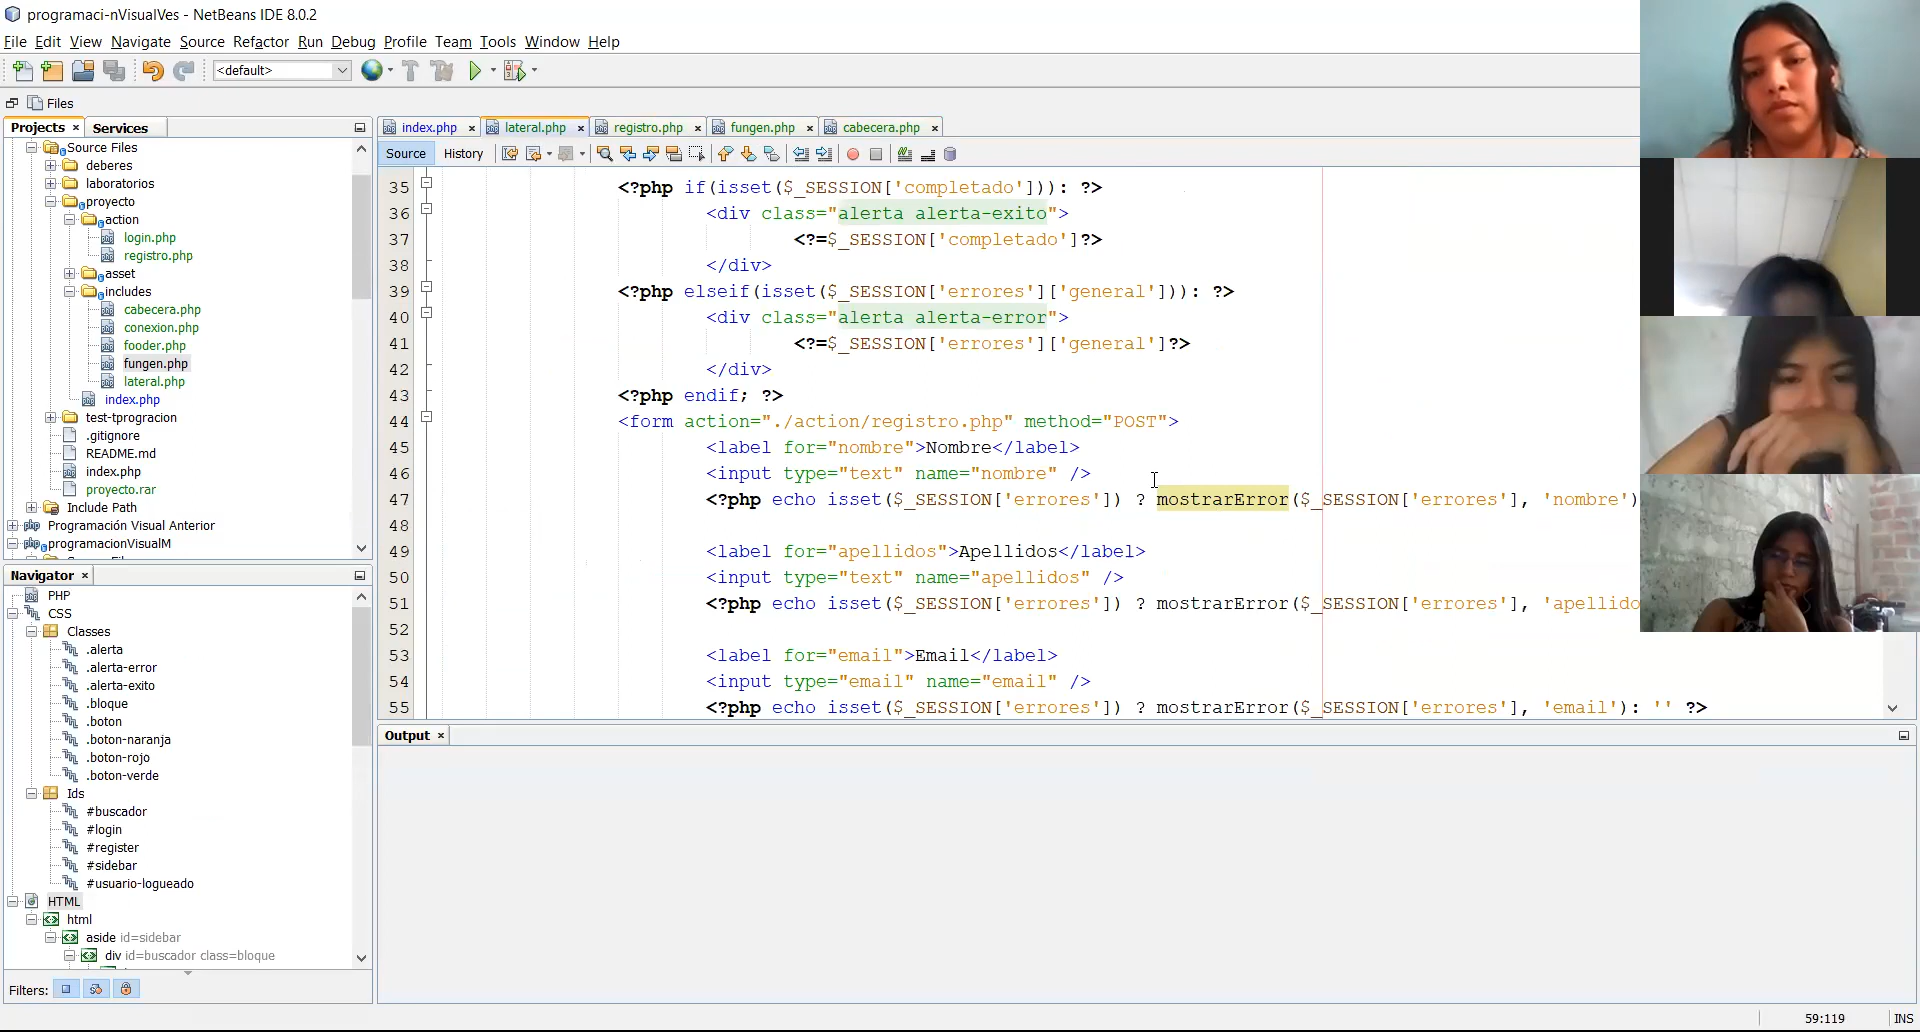 programaci-nVisualVes - NetBeans IDE 8.0.2
File Edit View Navigate Source Refactor Run Debug Profile Team Tools Window Help
<default>
Files
Projects × Services
index.php × lateral.php × registro.php × fungen.php × cabecera.php ×
Source History
Source Files
deberes
laboratorios
proyecto
action
login.php
registro.php
asset
includes
cabecera.php
conexion.php
fooder.php
fungen.php
lateral.php
index.php
test-tprogracion
.gitignore
README.md
index.php
proyecto.rar
Include Path
php Programación Visual Anterior
php programacionVisualM
35 <?php if(isset($_SESSION['completado'])): ?>
36 <div class="alerta alerta-exito">
37 <?=$_SESSION['completado']?>
38 </div>
39 <?php elseif(isset($_SESSION['errores']['general'])): ?>
40 <div class="alerta alerta-error">
41 <?=$_SESSION['errores']['general']?>
42 </div>
43 <?php endif; ?>
44 <form action="./action/registro.php" method="POST">
45 <label for="nombre">Nombre</label>
46 <input type="text" name="nombre" />
47 <?php echo isset($_SESSION['errores']) ? mostrarError($_SESSION['errores'], 'nombre')
48
49 <label for="apellidos">Apellidos</label>
50 <input type="text" name="apellidos" />
51 <?php echo isset($_SESSION['errores']) ? mostrarError($_SESSION['errores'], 'apellido
52
53 <label for="email">Email</label>
54 <input type="email" name="email" />
55 <?php echo isset($_SESSION['errores']) ? mostrarError($_SESSION['errores'], 'email'): '' ?>
Navigator ×
PHP
CSS
Classes
.alerta
.alerta-error
.alerta-exito
.bloque
.boton
.boton-naranja
.boton-rojo
.boton-verde
Ids
#buscador
#login
#register
#sidebar
#usuario-logueado
HTML
html
aside id=sidebar
div id=buscador class=bloque
Filters:
Output ×
59:119 INS